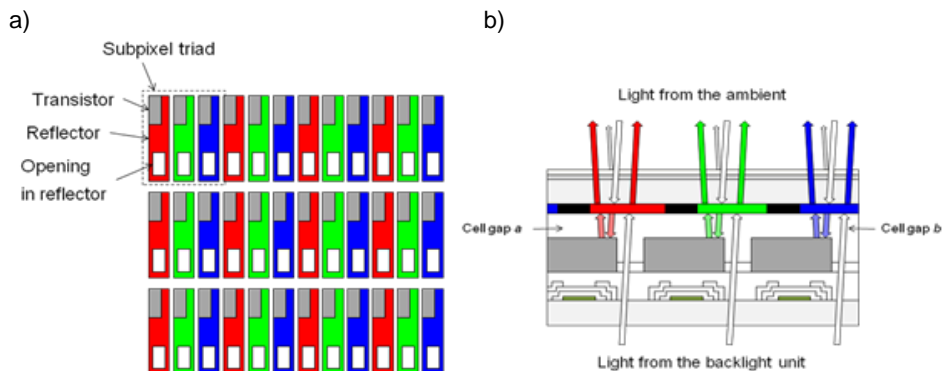 a)
Subpixel triad
Transistor
Reflector
Opening
in reflector
b)
Light from the ambient
Cell gap a
Cell gap b
Light from the backlight unit